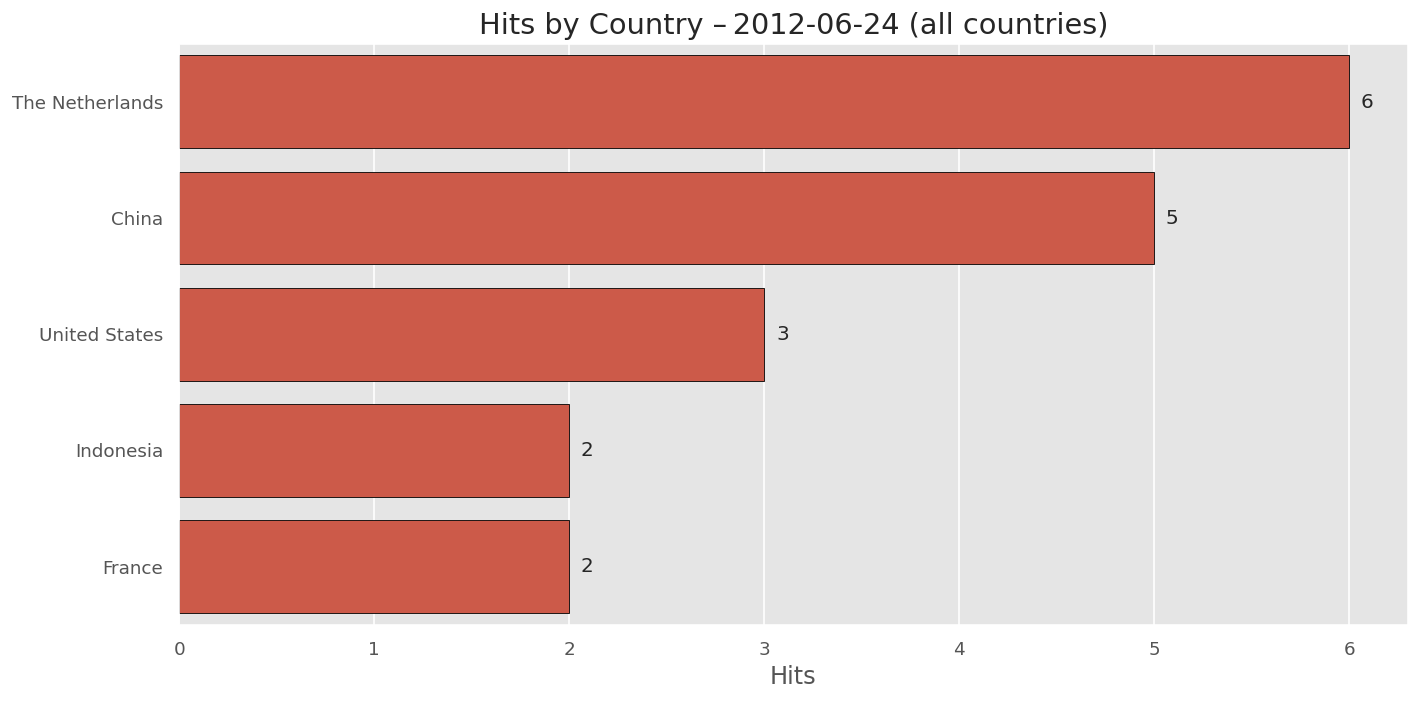 Hits by Country – 2012-06-24 (all countries)
The Netherlands
6
China
5
United States
3
Indonesia
2
France
2
0 1 2 3 4 5 6
Hits